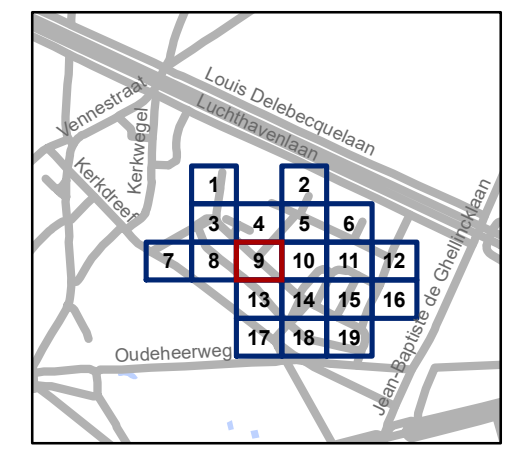 Louis Delebecquelaan
Luchthavenlaan
Vennestraat
Kerkwegel
Kerkdreef
1 2
3 4 5 6
7 8 9 10 11 12
13 14 15 16
17 18 19
Oudeheerweg
Jean-Baptiste de Ghellincklaan